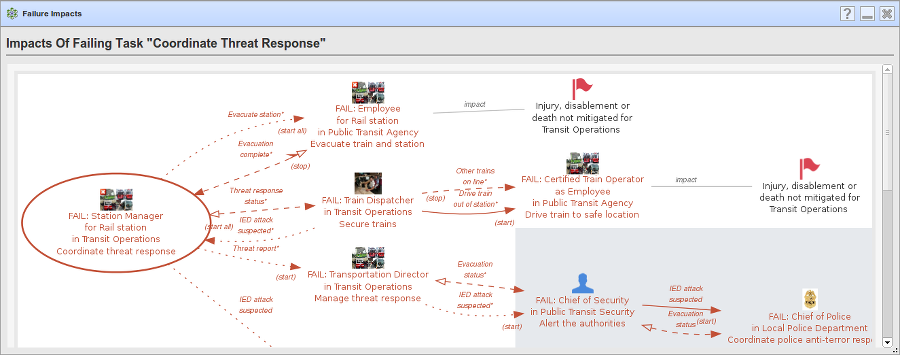 Failure Impacts
?
Impacts Of Failing Task "Coordinate Threat Response"
FAIL: Employee
for Rail station
in Public Transit Agency
Evacuate train and station
impact
Injury, disablement or
death not mitigated for
Transit Operations
Evacuate station*
(start all)
Evacuation
complete*
(stop)
FAIL: Station Manager
for Rail station
in Transit Operations
Coordinate threat response
Threat response
status*
(start all)
IED attack
suspected*
Threat report*
(start)
IED attack
suspected
FAIL: Train Dispatcher
in Transit Operations
Secure trains
Other trains
on line*
(stop)
Drive train
out of station*
(start)
FAIL: Certified Train Operator
as Employee
in Public Transit Agency
Drive train to safe location
impact
Injury, disablement or
death not mitigated for
Transit Operations
FAIL: Transportation Director
in Transit Operations
Manage threat response
Evacuation
status*
IED attack
suspected*
(start)
FAIL: Chief of Security
in Public Transit Security
Alert the authorities
IED attack
suspected
Evacuation
status
(start)
FAIL: Chief of Police
in Local Police Department
Coordinate police anti-terror resp